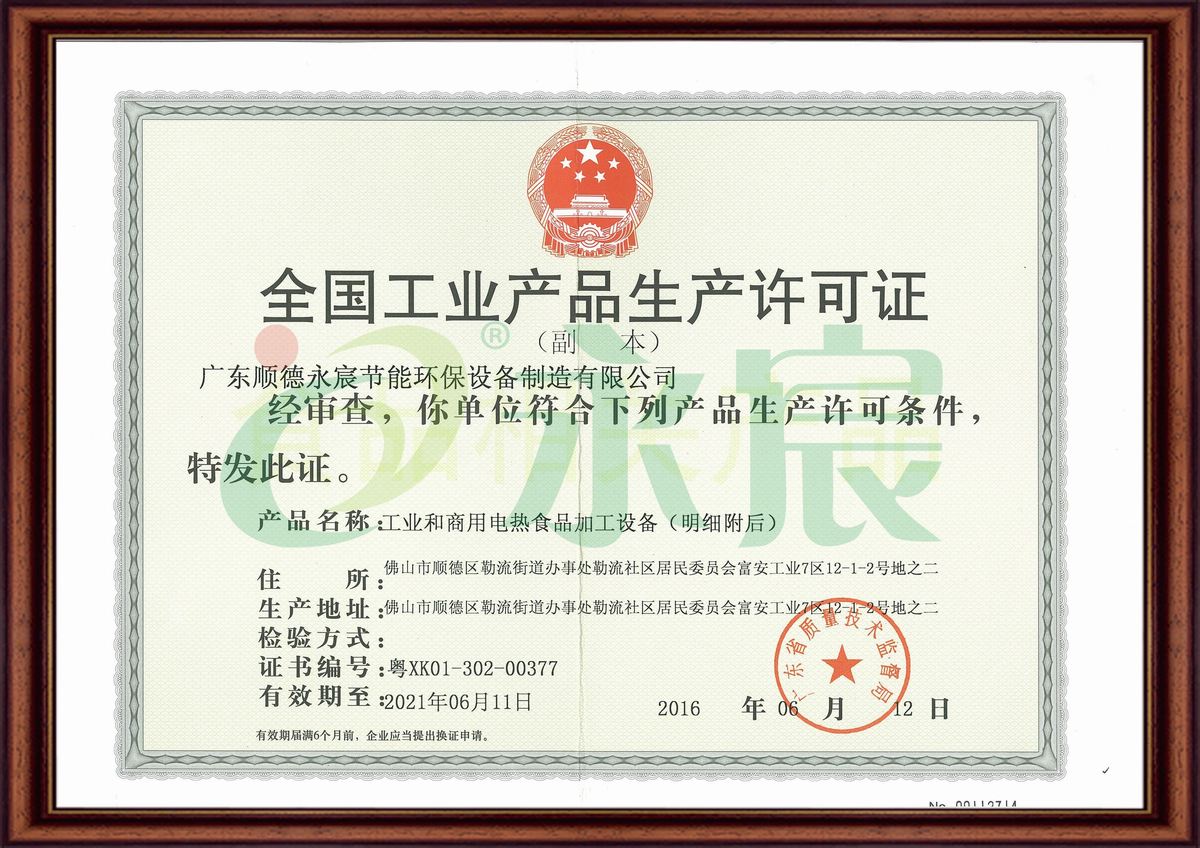 全国工业产品生产许可证
（副 本）
广东顺德永宸节能环保设备制造有限公司
经审查，你单位符合下列产品生产许可条件，
特发此证。
产品名称：工业和商用电热食品加工设备（明细附后）
住 所：佛山市顺德区勒流街道办事处勒流社区居民委员会富安工业7区12-1-2号地之二
生产地址：佛山市顺德区勒流街道办事处勒流社区居民委员会富安工业7区12-1-2号地之二
检验方式：
证书编号：粤XK01-302-00377
有效期至：2021年06月11日
2016 年 06 月 12 日
广东省质量技术监督局
有效期届满6个月前，企业应当提出换证申请。
永宸
®